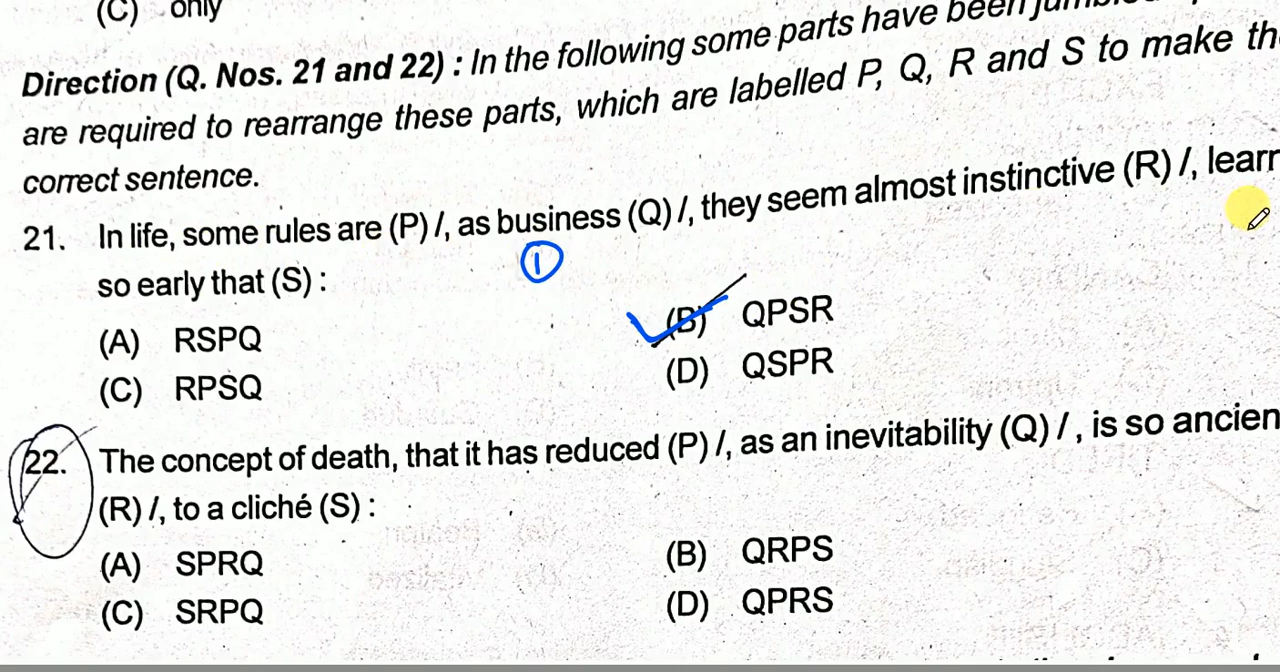 (C) only
Direction (Q. Nos. 21 and 22) : In the following some parts have been
are required to rearrange these parts, which are labelled P, Q, R and S to make
correct sentence.
21. In life, some rules are (P) /, as business (Q) /, they seem almost instinctive (R) /,
so early that (S) :
1
(A) RSPQ (B) QPSR
(C) RPSQ (D) QSPR
22. The concept of death, that it has reduced (P) /, as an inevitability (Q) /, is so
(R) /, to a cliché (S) :
(A) SPRQ (B) QRPS
(C) SRPQ (D) QPRS